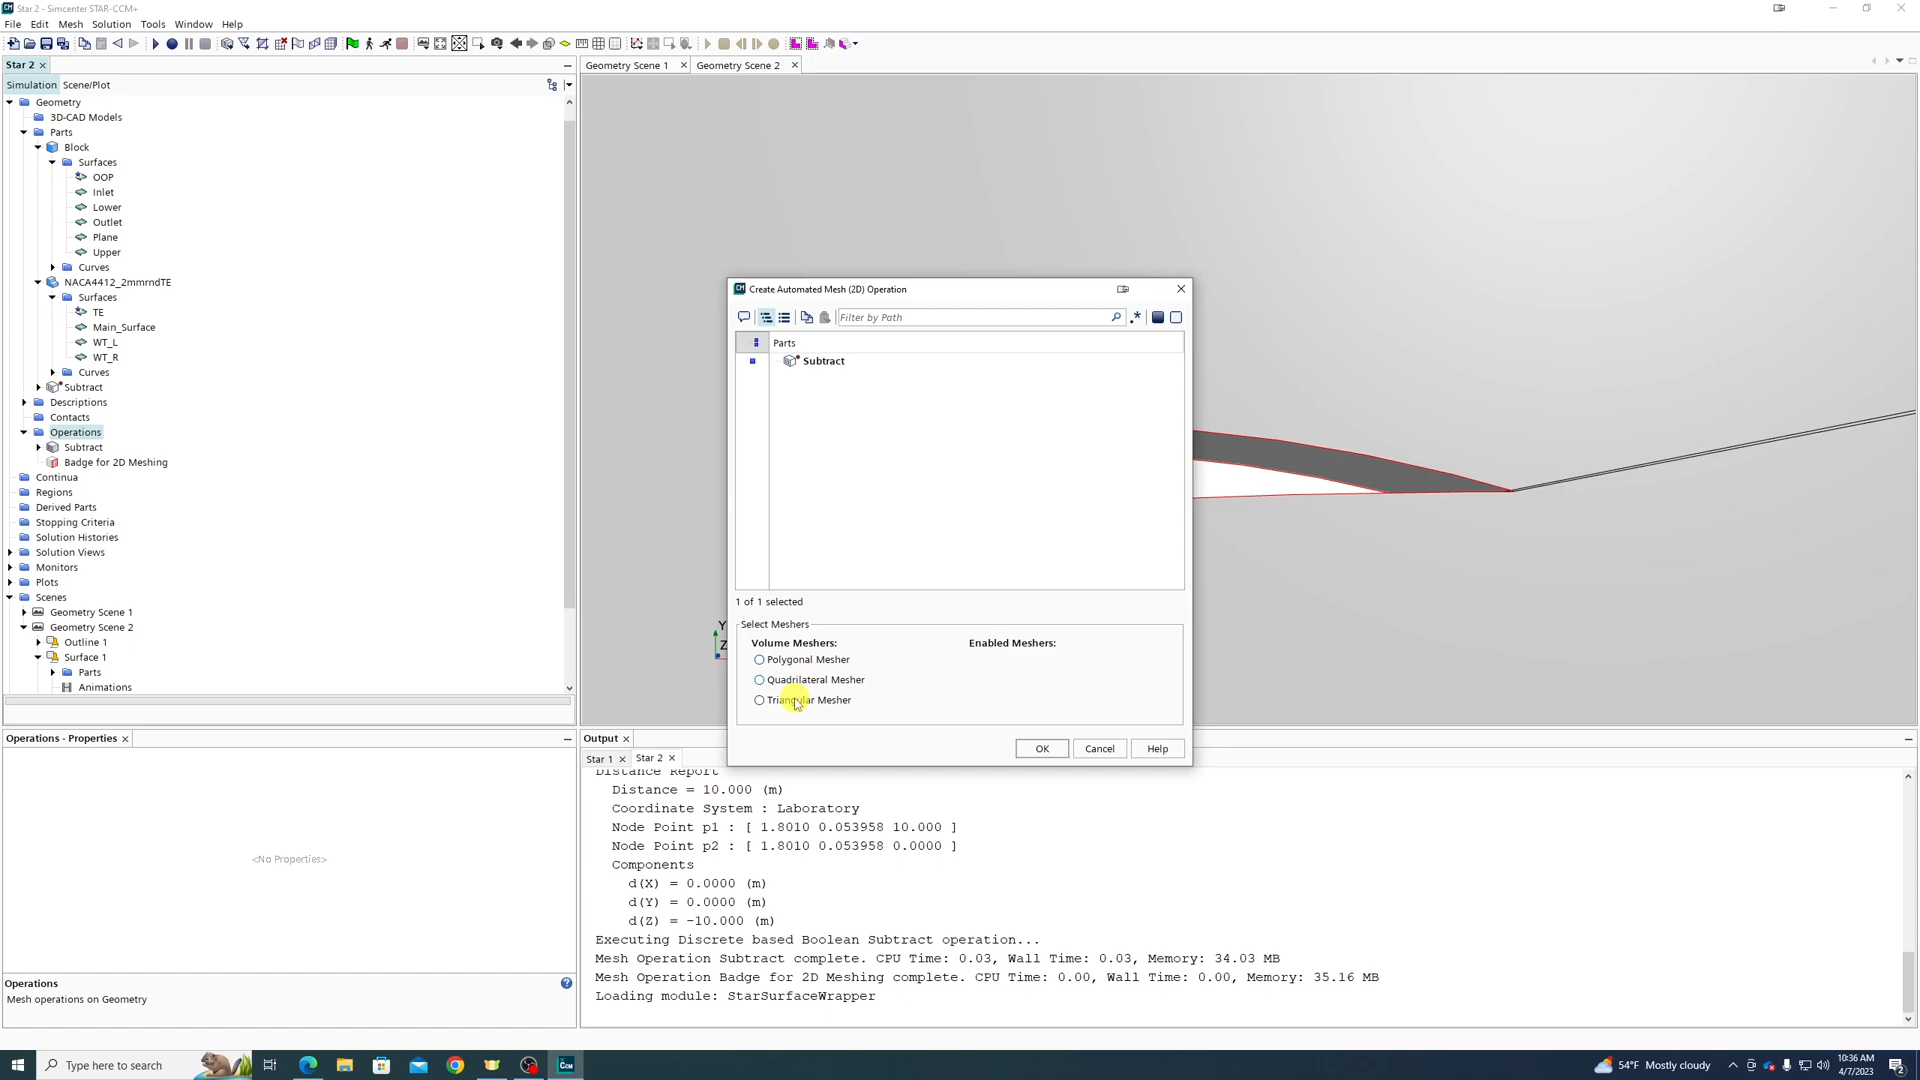 Star 2 - Simcenter STAR-CCM+
File Edit Mesh Solution Tools Window Help
Star 2
Geometry Scene 1
Geometry Scene 2
Simulation Scene/Plot
Geometry
3D-CAD Models
Parts
Block
Surfaces
OOP
Inlet
Lower
Outlet
Plane
Upper
Curves
NACA4412_2mmrndTE
Surfaces
TE
Main_Surface
WT_L
WT_R
Curves
Subtract
Descriptions
Contacts
Operations
Subtract
Badge for 2D Meshing
Continua
Regions
Derived Parts
Stopping Criteria
Solution Histories
Solution Views
Monitors
Plots
Scenes
Geometry Scene 1
Geometry Scene 2
Outline 1
Surface 1
Parts
Animations
Create Automated Mesh (2D) Operation
Filter by Path
Parts
Subtract
1 of 1 selected
Select Meshers
Volume Meshers:
Enabled Meshers:
Polygonal Mesher
Quadrilateral Mesher
Triangular Mesher
OK
Cancel
Help
Y
Z
Operations - Properties
<No Properties>
Operations
Mesh operations on Geometry
Output
Star 1
Star 2
Distance Report
Distance = 10.000 (m)
Coordinate System : Laboratory
Node Point p1 : [ 1.8010 0.053958 10.000 ]
Node Point p2 : [ 1.8010 0.053958 0.0000 ]
Components
d(X) = 0.0000 (m)
d(Y) = 0.0000 (m)
d(Z) = -10.000 (m)
Executing Discrete based Boolean Subtract operation...
Mesh Operation Subtract complete. CPU Time: 0.03, Wall Time: 0.03, Memory: 34.03 MB
Mesh Operation Badge for 2D Meshing complete. CPU Time: 0.00, Wall Time: 0.00, Memory: 35.16 MB
Loading module: StarSurfaceWrapper
Type here to search
54°F Mostly cloudy
10:36 AM
4/7/2023
2